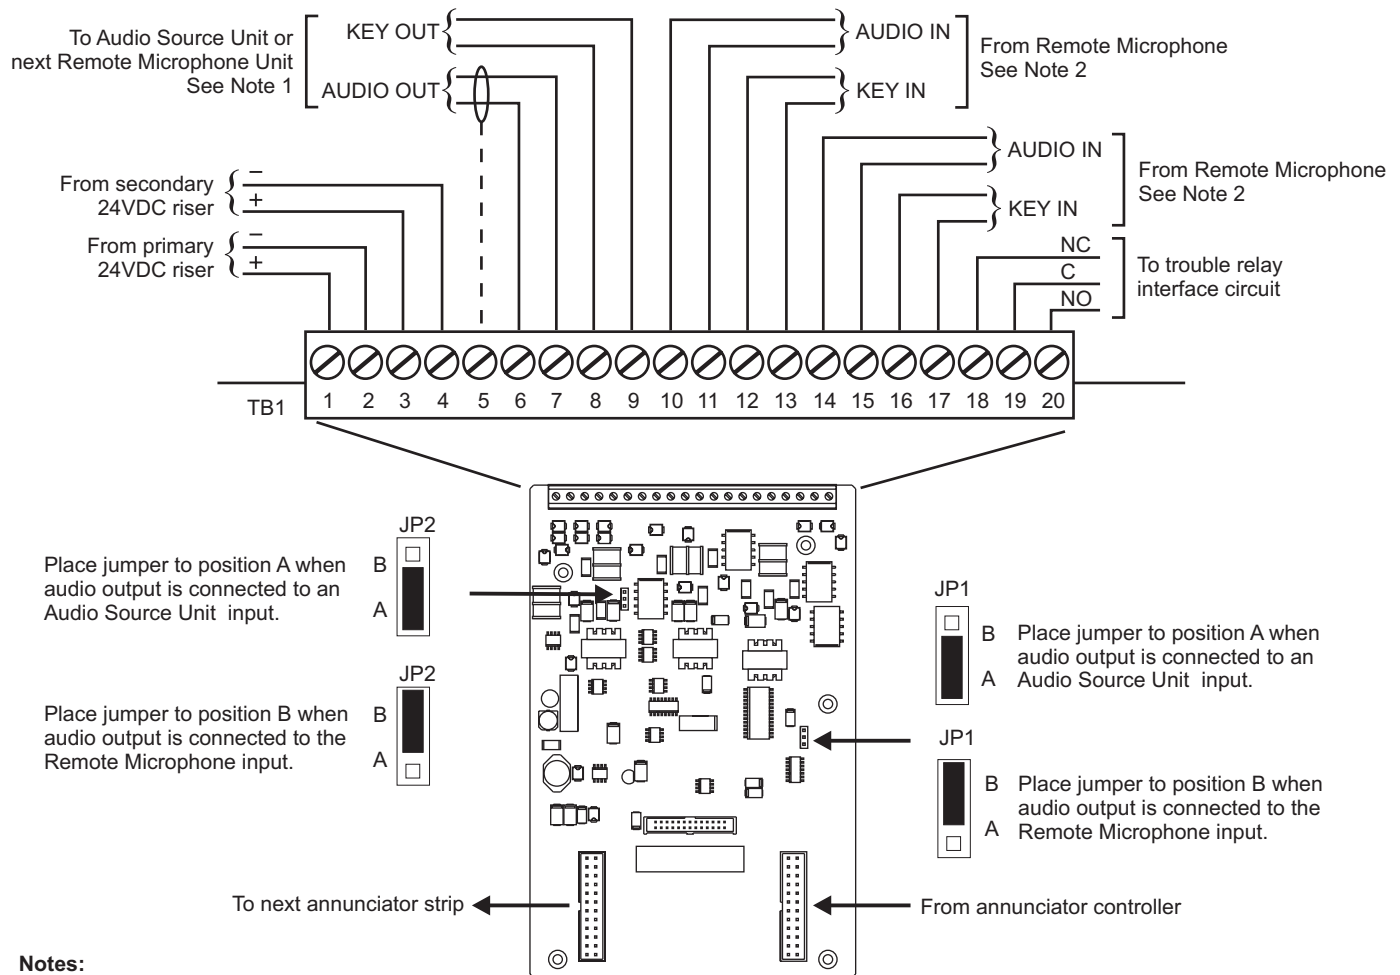 To Audio Source Unit or
next Remote Microphone Unit
See Note 1
KEY OUT
AUDIO OUT
AUDIO IN
KEY IN
From Remote Microphone
See Note 2
AUDIO IN
KEY IN
From Remote Microphone
See Note 2
From secondary
24VDC riser
−
+
From primary
24VDC riser
−
+
NC
C
NO
To trouble relay
interface circuit
TB1
1 2 3 4 5 6 7 8 9 10 11 12 13 14 15 16 17 18 19 20
JP2
B
A
Place jumper to position A when
audio output is connected to an
Audio Source Unit input.
JP2
B
A
Place jumper to position B when
audio output is connected to the
Remote Microphone input.
JP1
B
A
Place jumper to position A when
audio output is connected to an
Audio Source Unit input.
JP1
B
A
Place jumper to position B when
audio output is connected to the
Remote Microphone input.
To next annunciator strip
From annunciator controller
Notes: